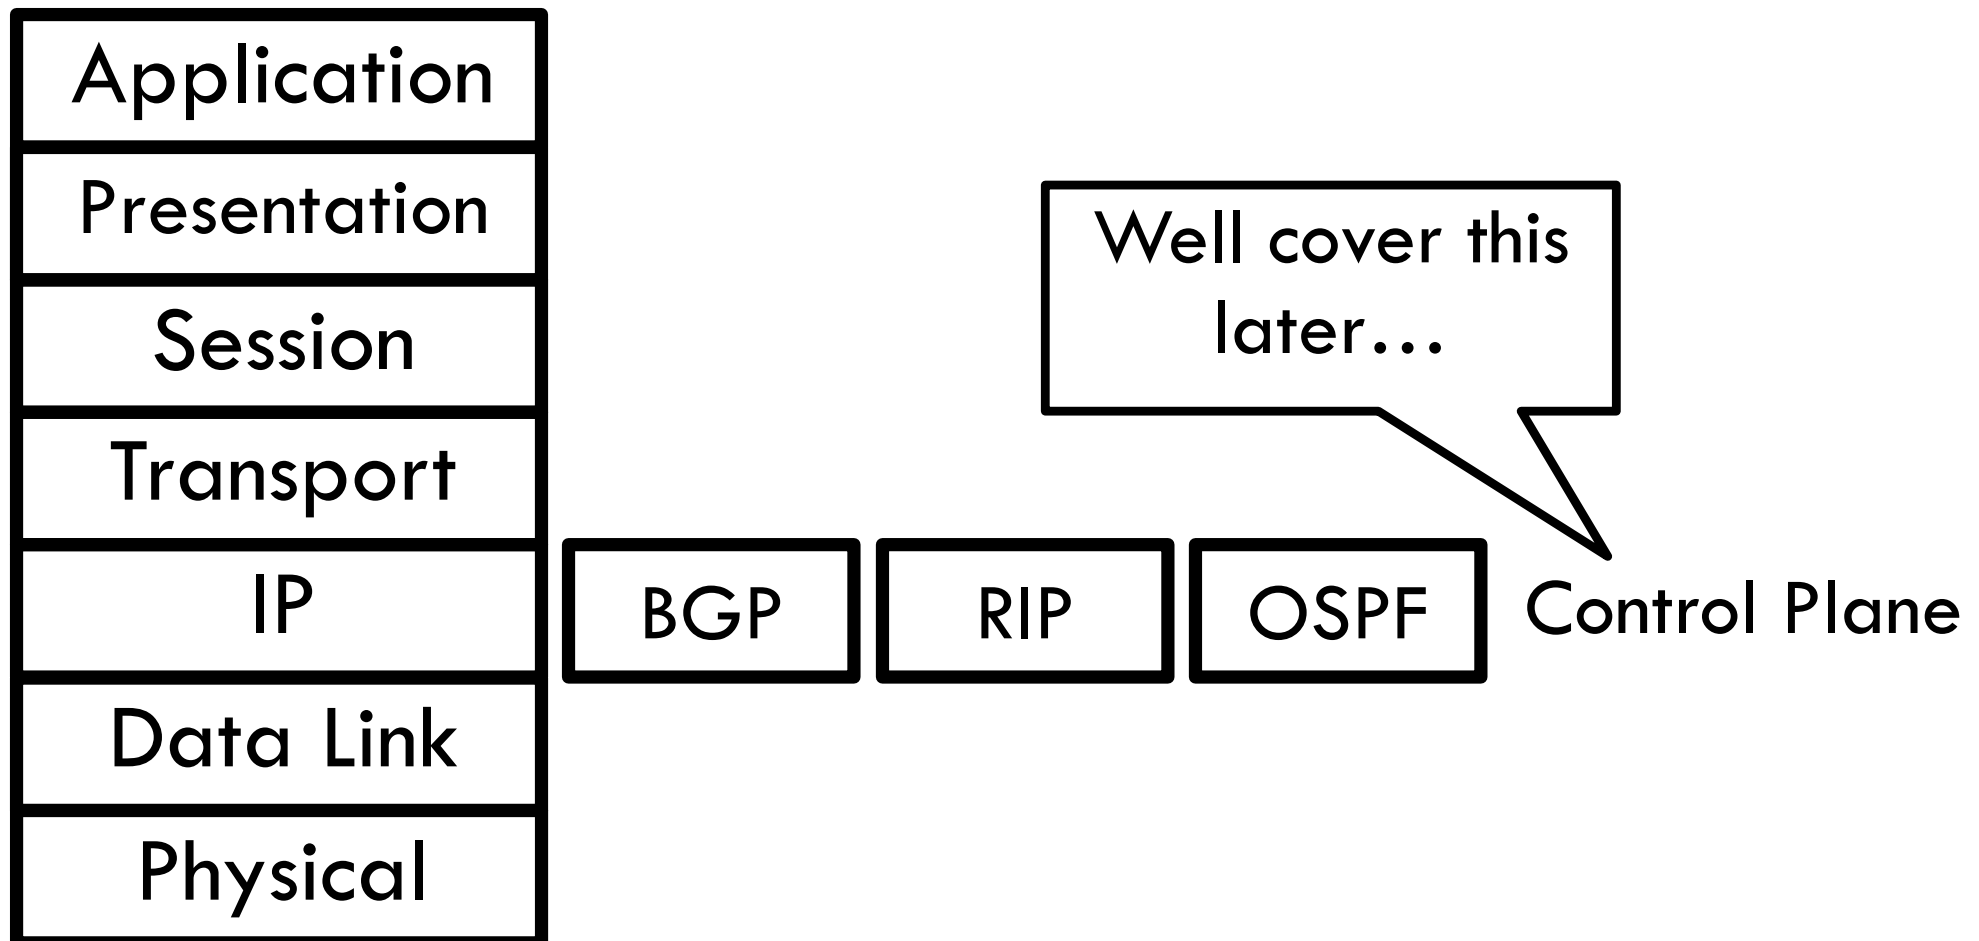 Application
Presentation
Session
Transport
IP
Data Link
Physical
Well cover this
later…
BGP
RIP
OSPF
Control Plane